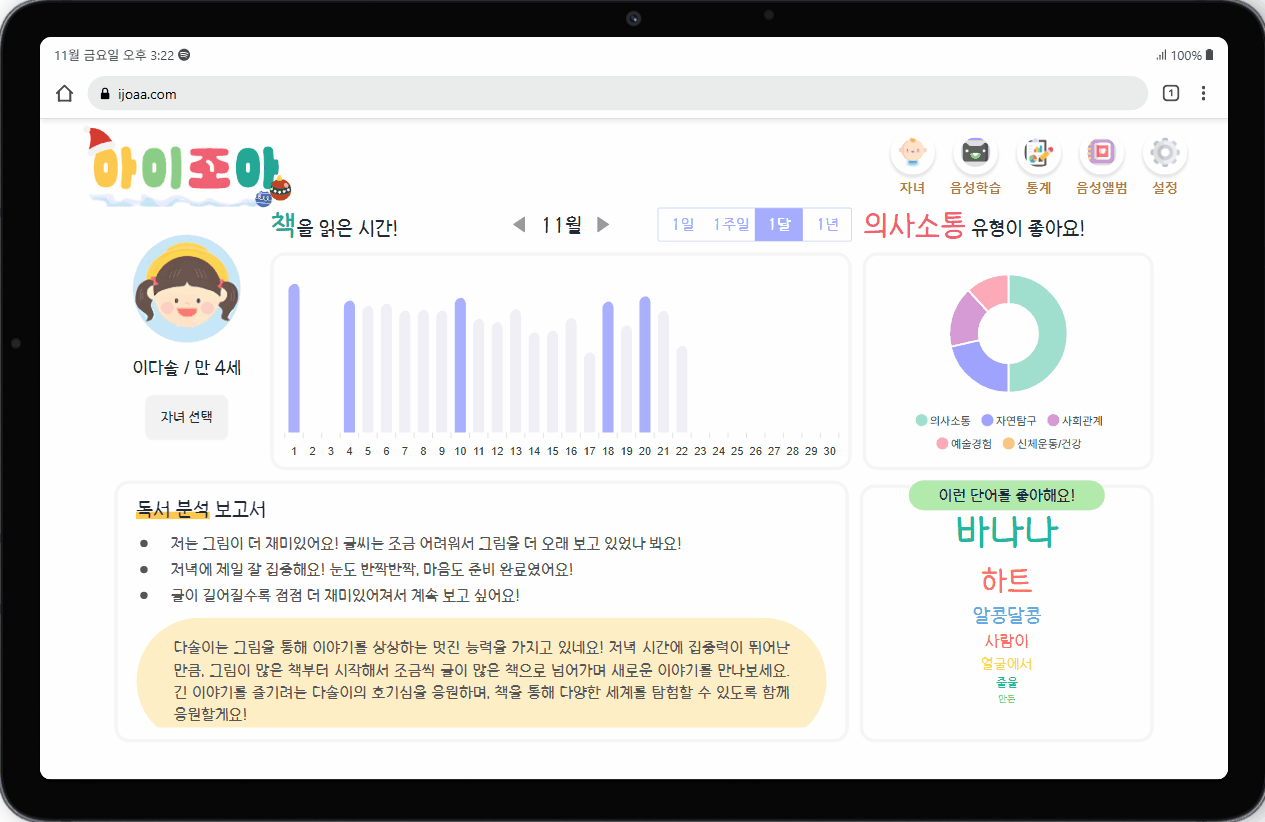 11월 금요일 오후 3:22
100%
ijoaa.com
1
아이조아
자녀
음성학습
통계
음성앨범
설정
책을 읽은 시간!
11월
1일 1주일 1달 1년
의사소통 유형이 좋아요!
이다솔 / 만 4세
자녀 선택
1 2 3 4 5 6 7 8 9 10 11 12 13 14 15 16 17 18 19 20 21 22 23 24 25 26 27 28 29 30
의사소통 자연탐구 사회관계
예술경험 신체운동/건강
독서 분석 보고서
저는 그림이 더 재미있어요! 글씨는 조금 어려워서 그림을 더 오래 보고 있었나 봐요!
저녁에 제일 잘 집중해요! 눈도 반짝반짝, 마음도 준비 완료였어요!
글이 길어질수록 점점 더 재미있어져서 계속 보고 싶어요!
다솔이는 그림을 통해 이야기를 상상하는 멋진 능력을 가지고 있네요! 저녁 시간에 집중력이 뛰어난
만큼, 그림이 많은 책부터 시작해서 조금씩 글이 많은 책으로 넘어가며 새로운 이야기를 만나보세요.
긴 이야기를 즐기려는 다솔이의 호기심을 응원하며, 책을 통해 다양한 세계를 탐험할 수 있도록 함께
응원할게요!
이런 단어를 좋아해요!
바나나
하트
알콩달콩
사람이
얼굴에서
줄을
만든